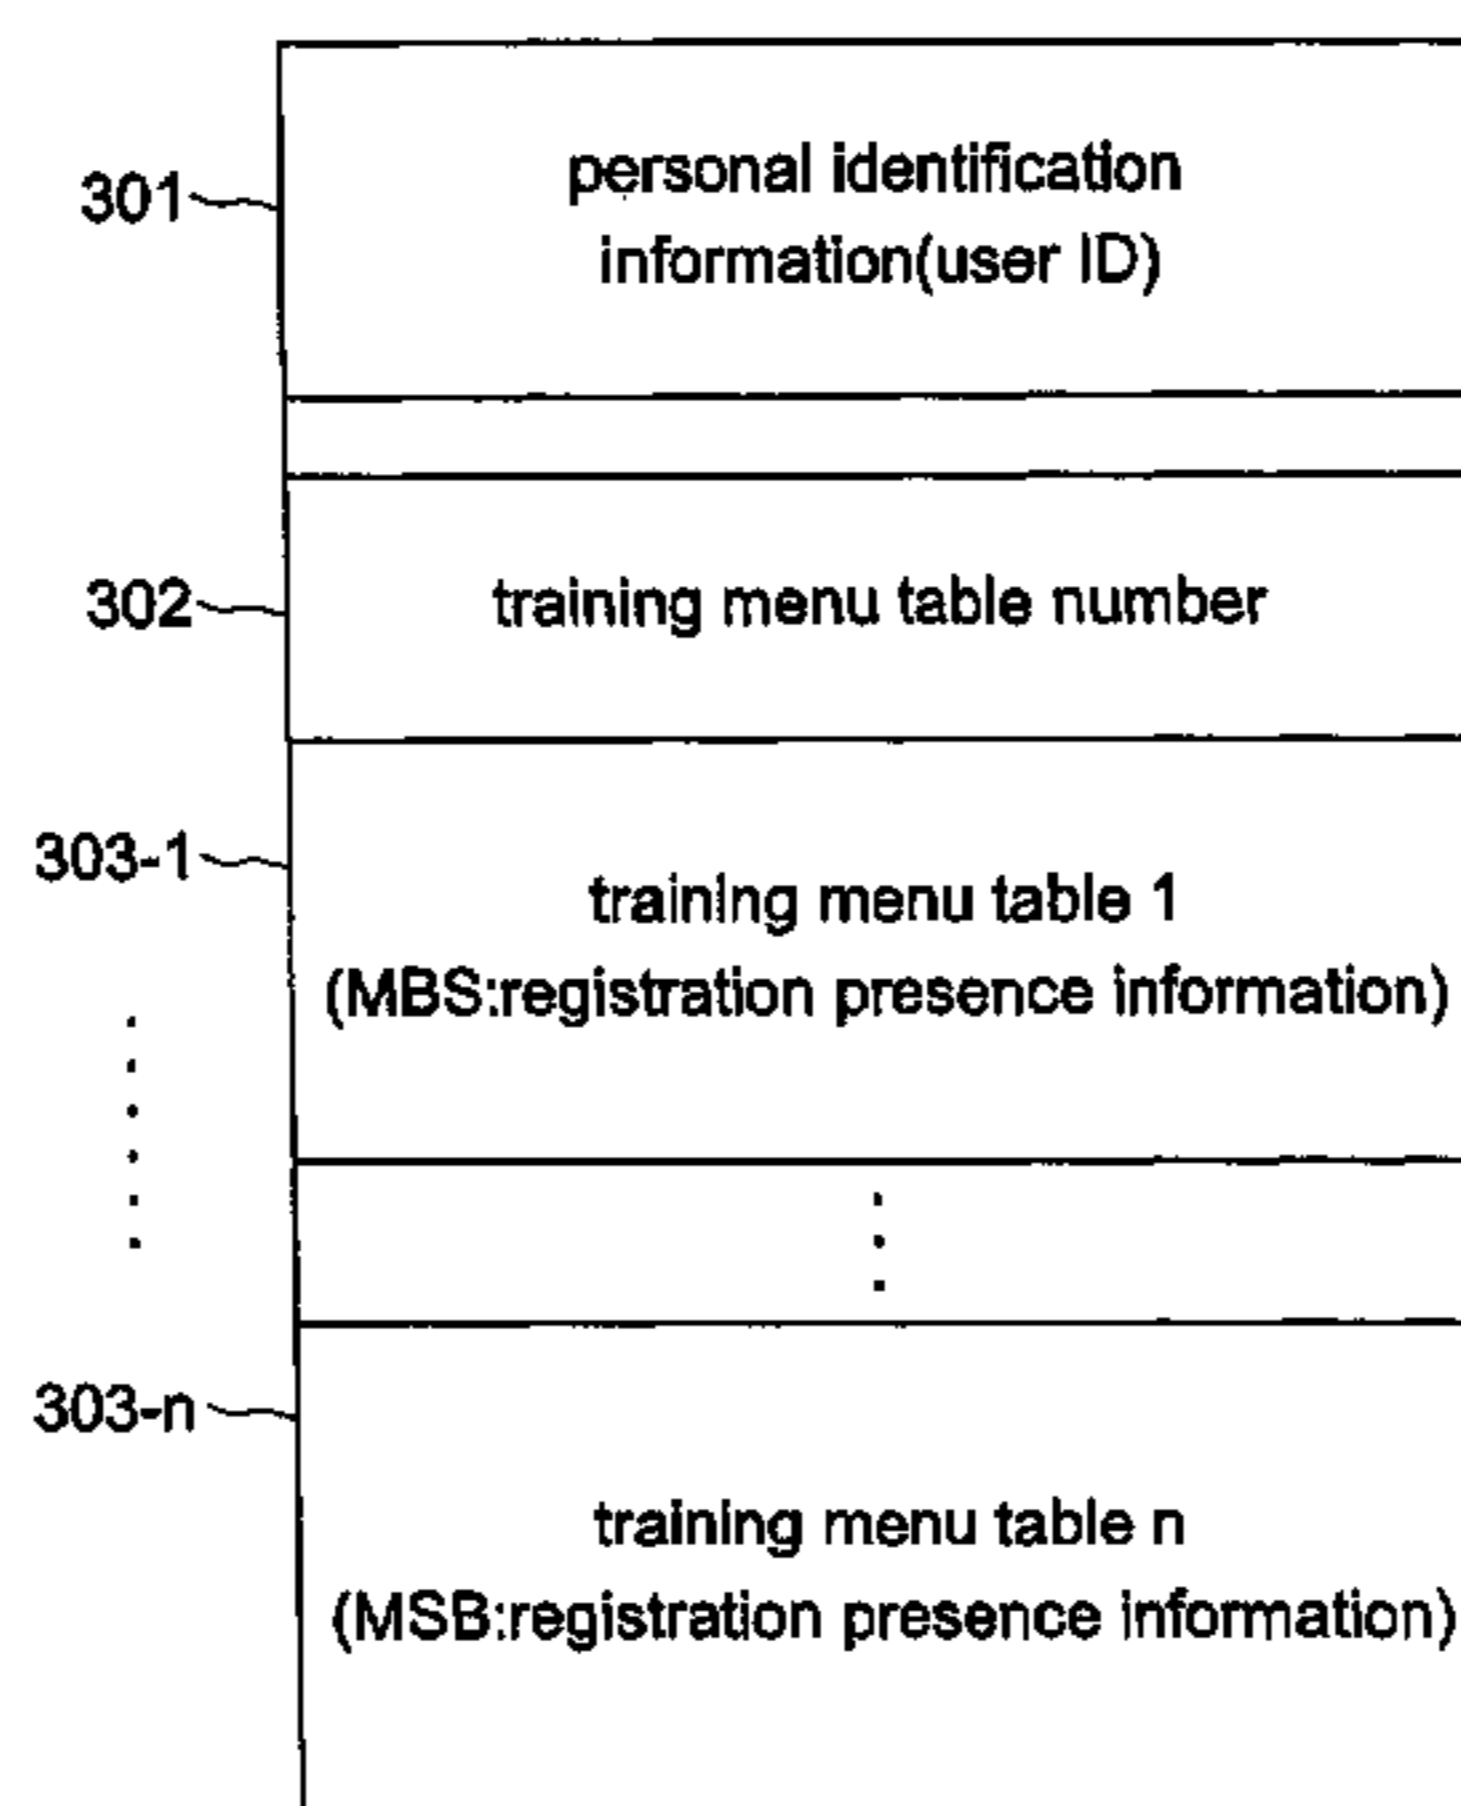 301
personal identification
information(user ID)
302
training menu table number
303-1
training menu table 1
(MBS:registration presence information)
303-n
training menu table n
(MSB:registration presence information)